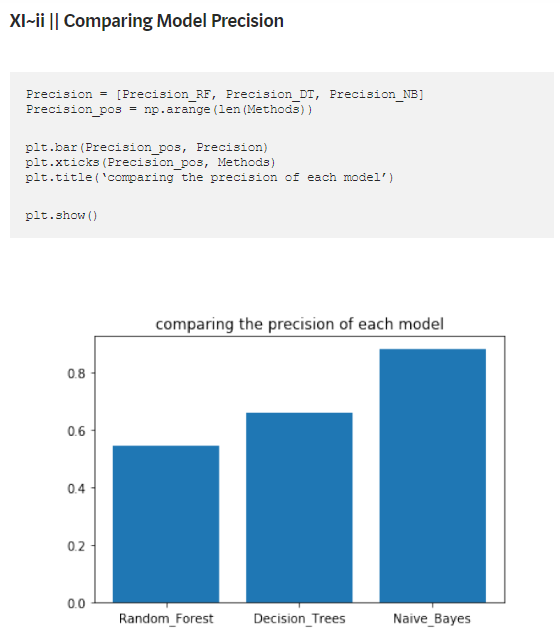 XI~ii || Comparing Model Precision
Precision = [Precision_RF, Precision_DT, Precision_NB]
Precision_pos = np.arange(len(Methods))
plt.bar(Precision_pos, Precision)
plt.xticks(Precision_pos, Methods)
plt.title(‘comparing the precision of each model’)
plt.show()
comparing the precision of each model
0.8
0.6
0.4
0.2
0.0
Random_Forest Decision_Trees Naive_Bayes